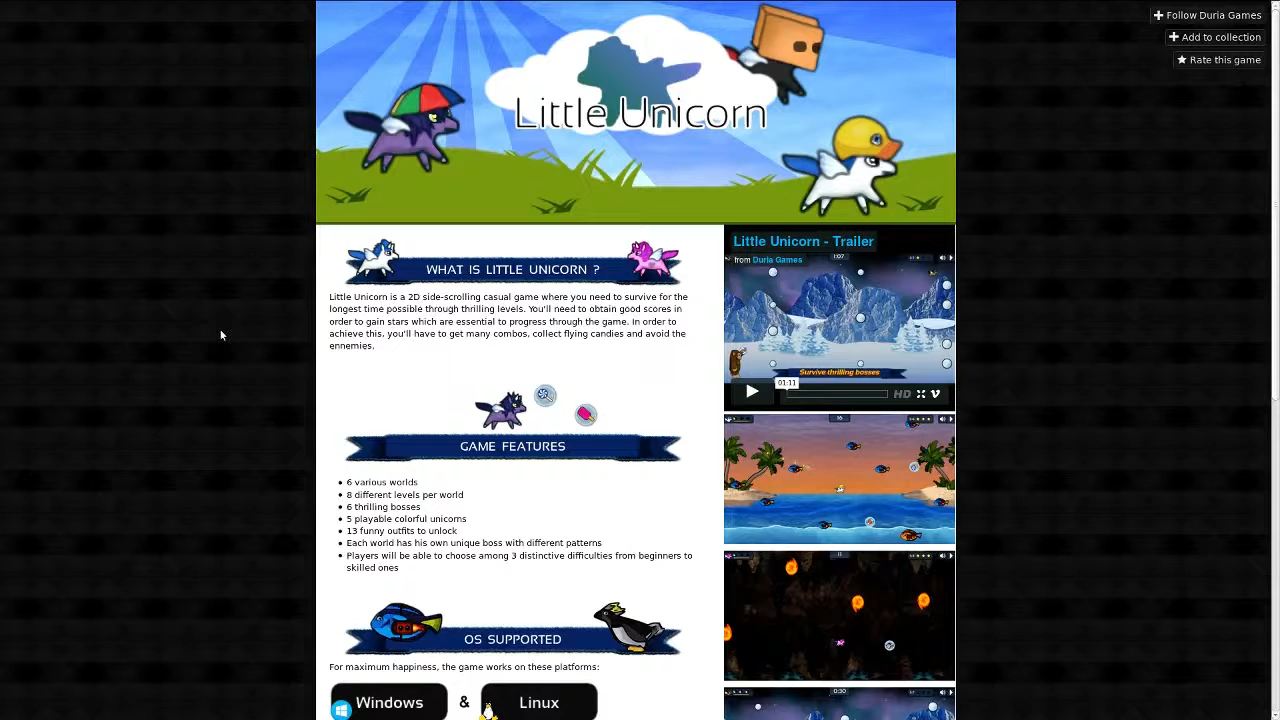 Follow Duria Games
Add to collection
Rate this game
Little Unicorn
WHAT IS LITTLE UNICORN ?
Little Unicorn is a 2D side-scrolling casual game where you need to survive for the
longest time possible through thrilling levels. You'll need to obtain good scores in
order to gain stars which are essential to progress through the game. In order to
achieve this, you'll have to get many combos, collect flying candies and avoid the
ennemies.
GAME FEATURES
6 various worlds
8 different levels per world
6 thrilling bosses
5 playable colorful unicorns
13 funny outfits to unlock
Each world has his own unique boss with different patterns
Players will be able to choose among 3 distinctive difficulties from beginners to
skilled ones
OS SUPPORTED
For maximum happiness, the game works on these platforms:
Windows & Linux
Little Unicorn - Trailer
from Duria Games
1:07
Survive thrilling bosses
01:11
HD
16
11
0:30